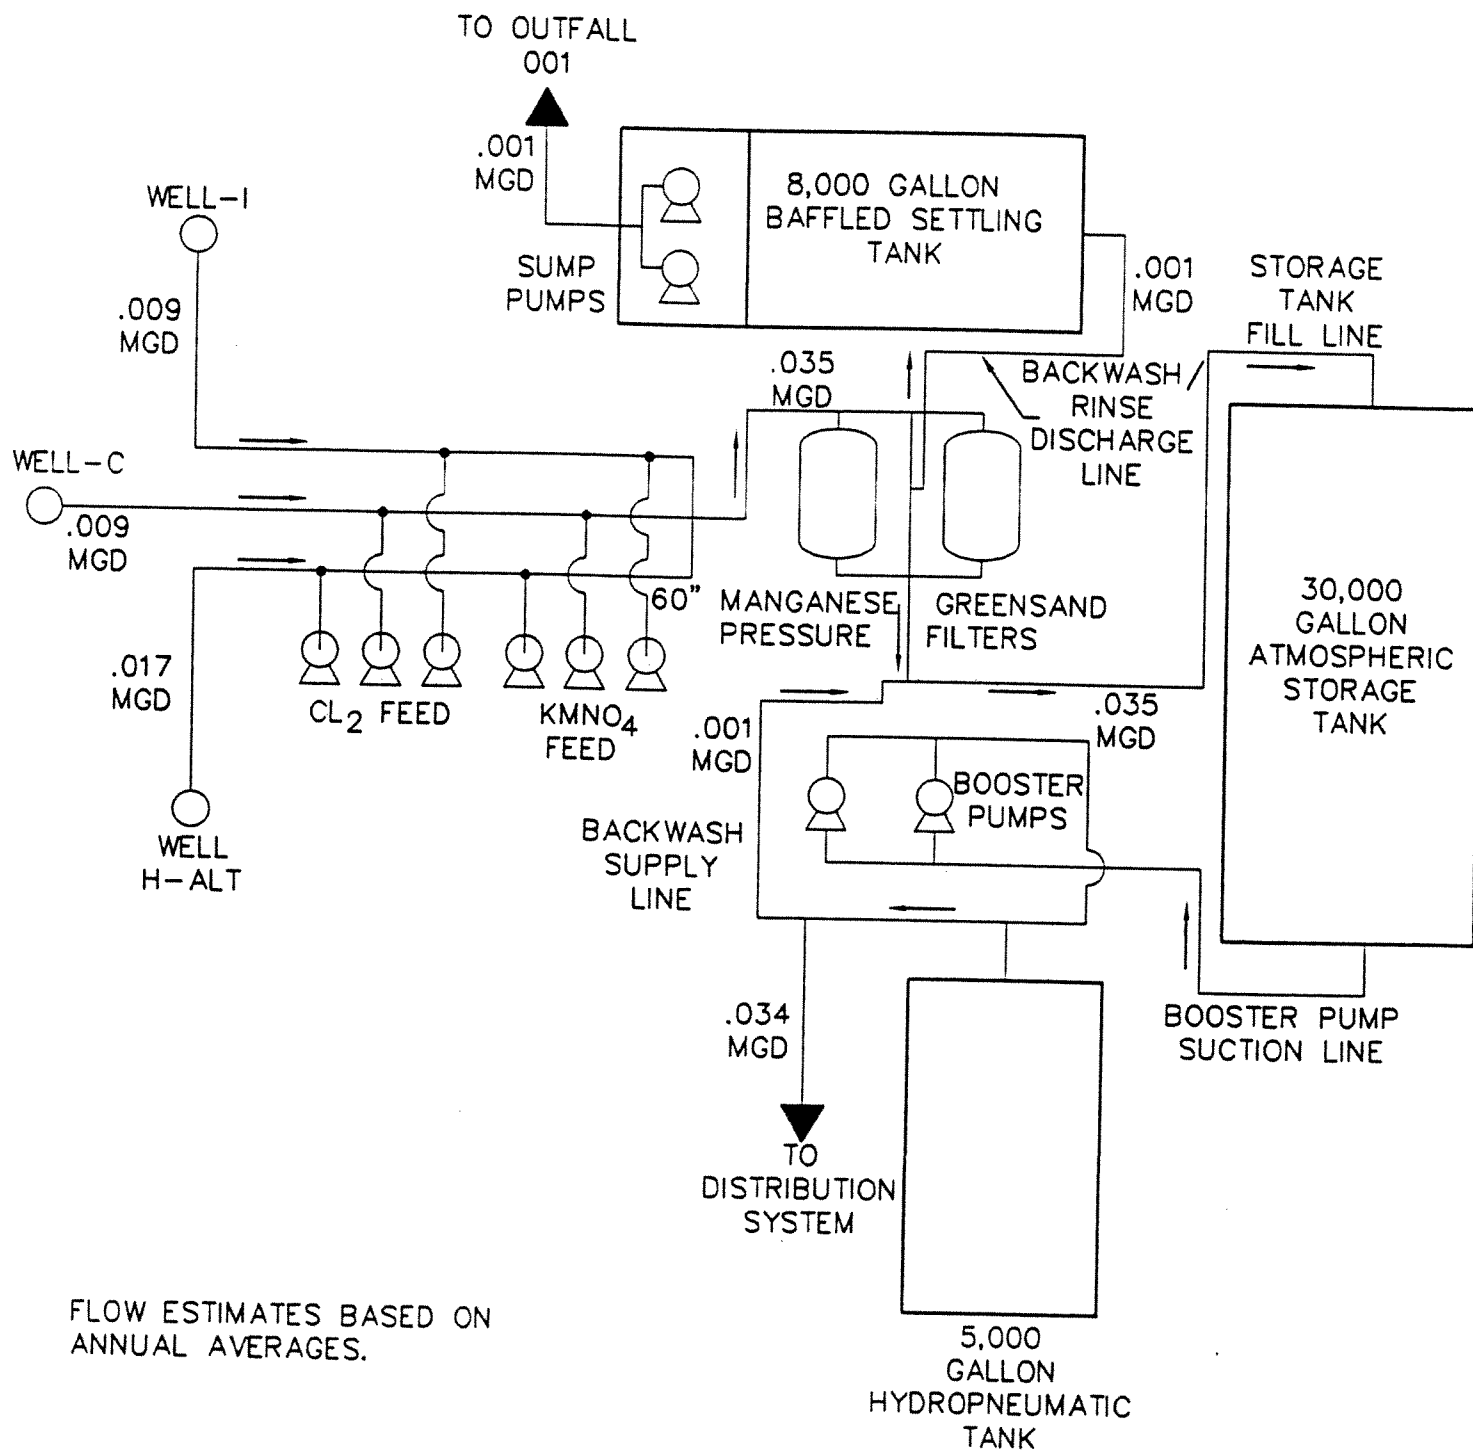 TO OUTFALL
001
.001
MGD
WELL-I
8,000 GALLON
BAFFLED SETTLING
TANK
SUMP
PUMPS
.001
MGD
STORAGE
TANK
FILL LINE
.009
MGD
.035
MGD
BACKWASH/
RINSE
DISCHARGE
LINE
WELL-C
.009
MGD
60"
MANGANESE GREENSAND
PRESSURE FILTERS
30,000
GALLON
ATMOSPHERIC
STORAGE
TANK
.017
MGD
CL2 FEED
KMNO4
FEED
.001
MGD
.035
MGD
BOOSTER
PUMPS
BACKWASH
SUPPLY
LINE
WELL
H-ALT
.034
MGD
BOOSTER PUMP
SUCTION LINE
TO
DISTRIBUTION
SYSTEM
FLOW ESTIMATES BASED ON
ANNUAL AVERAGES.
5,000
GALLON
HYDROPNEUMATIC
TANK